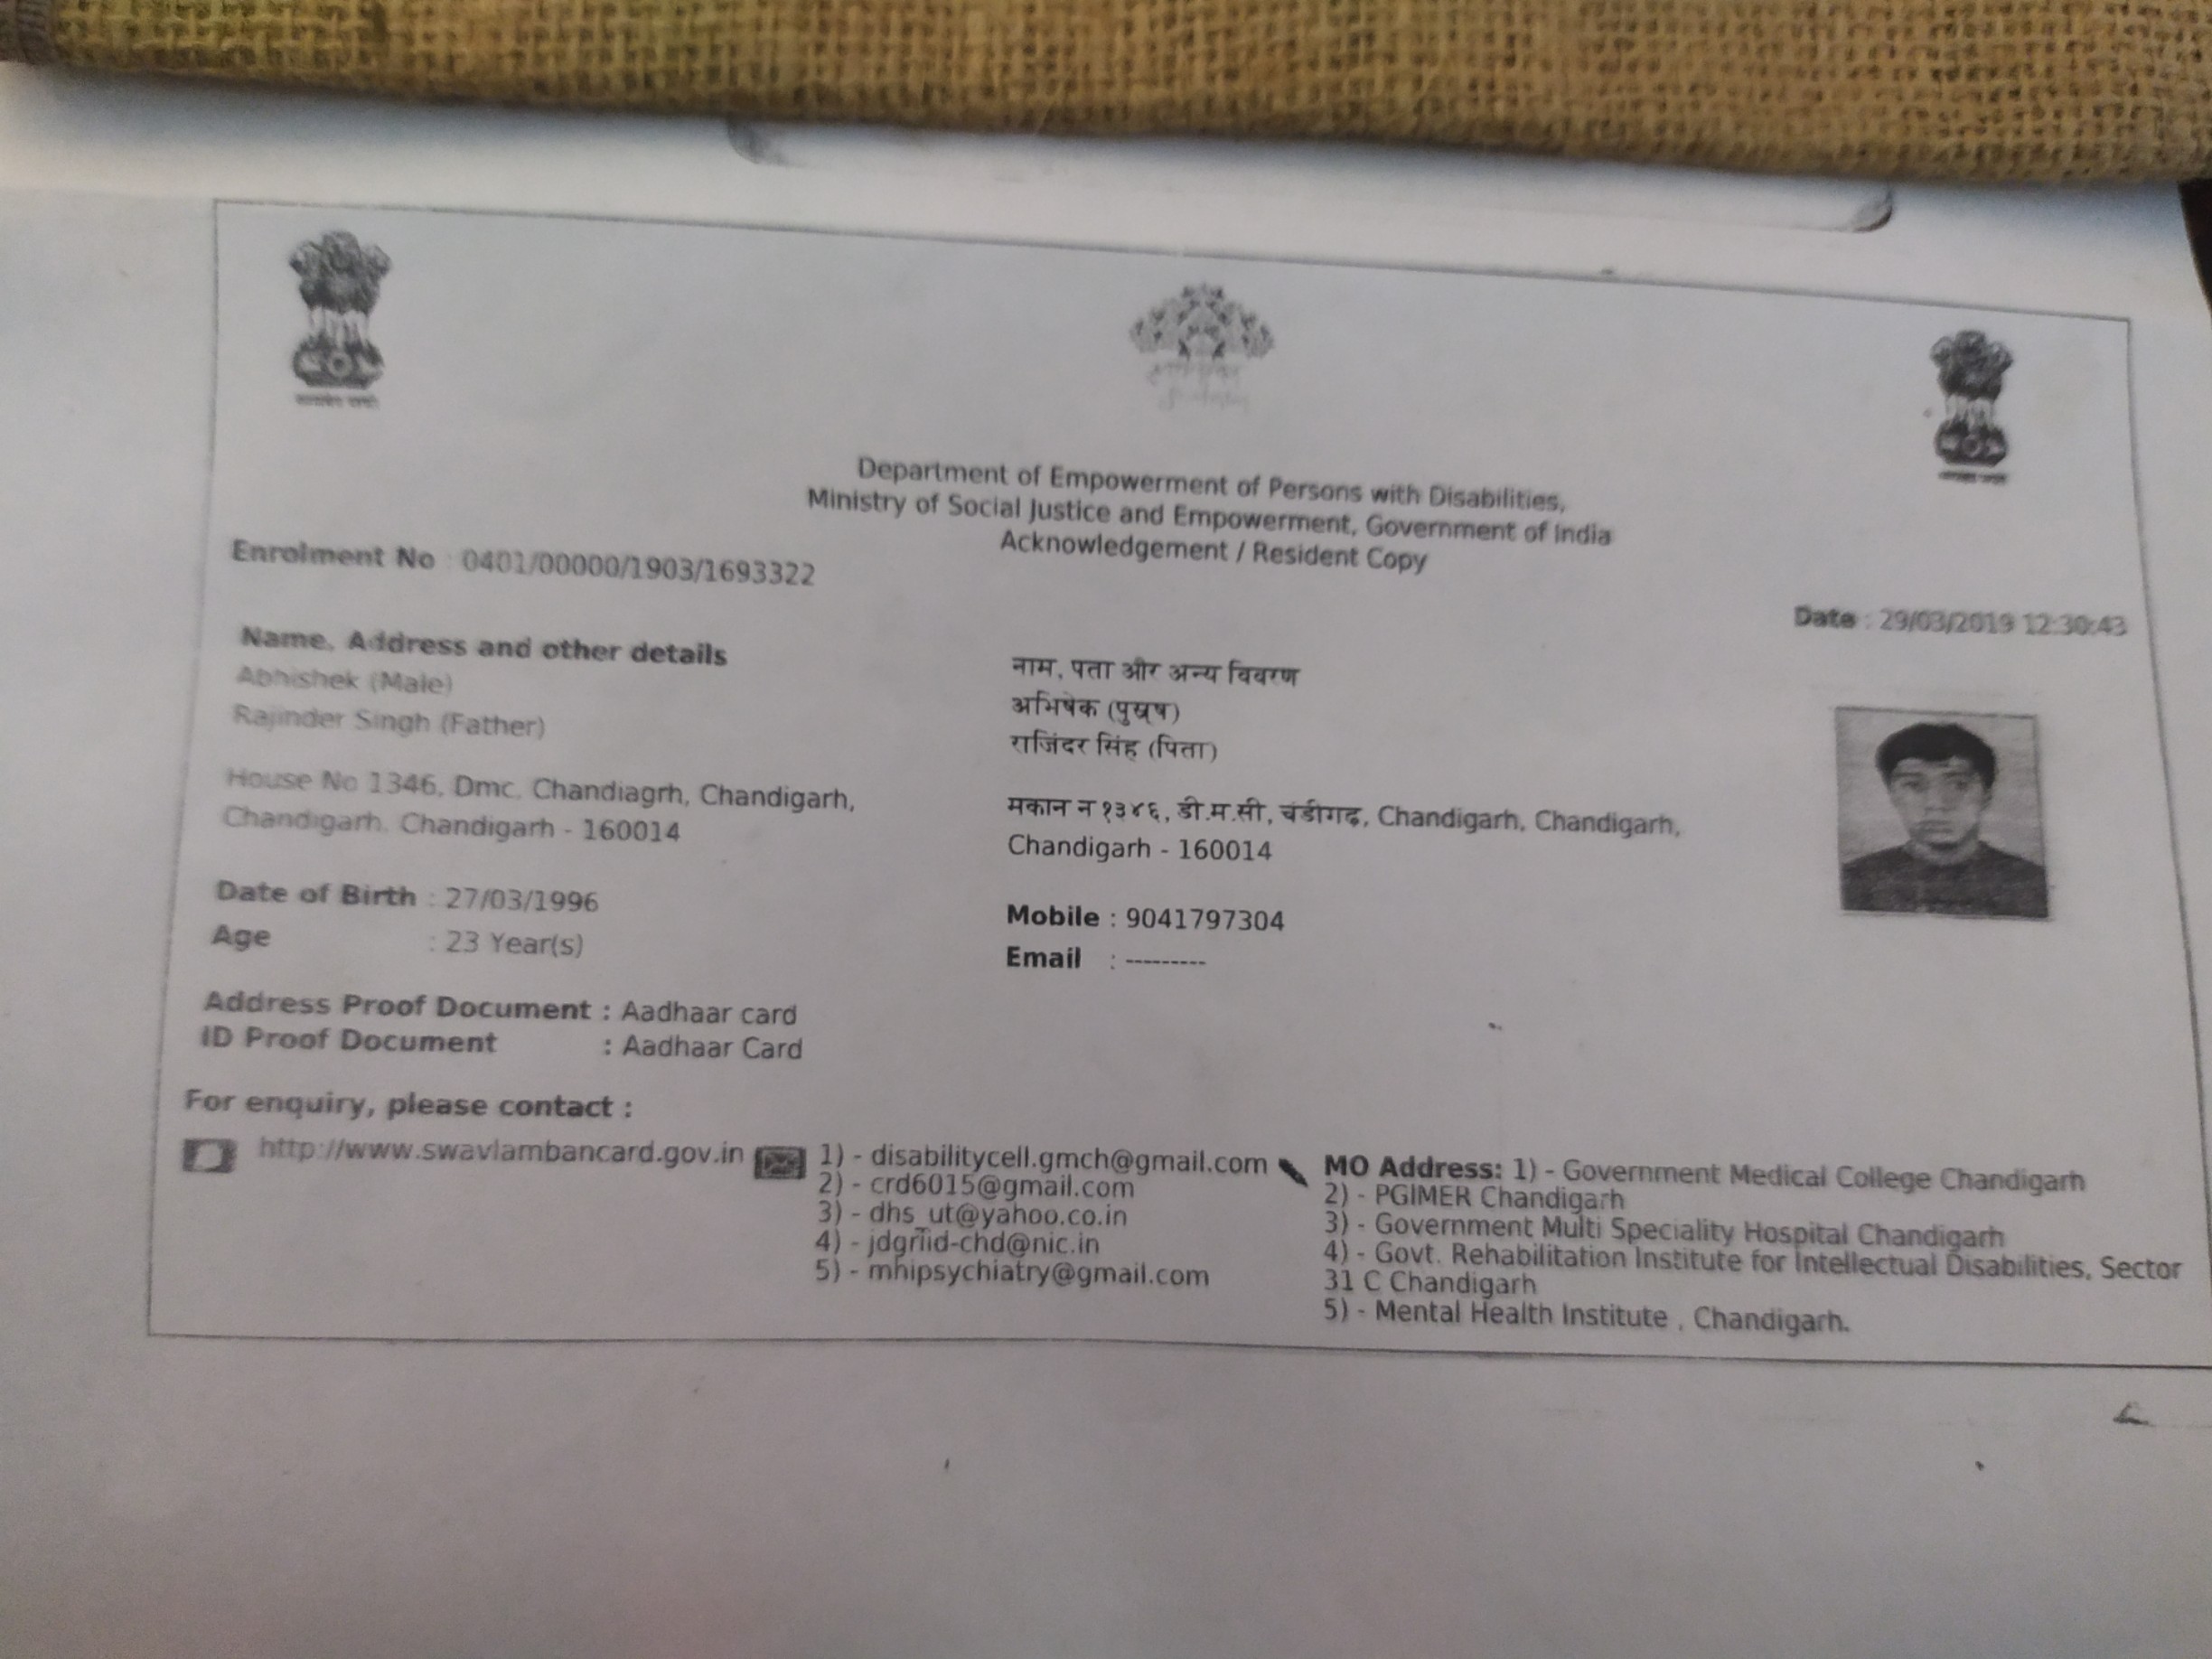 Department of Empowerment of Persons with Disabilities,
Ministry of Social Justice and Empowerment, Government of India
Acknowledgement / Resident Copy
Enrolment No : 0401/00000/1903/1693322
Date : 29/03/2019 12:30:43
Name, Address and other details
Abhishek (Male)
Rajinder Singh (Father)
House No 1346, Dmc, Chandiagrh, Chandigarh,
Chandigarh, Chandigarh - 160014
Date of Birth : 27/03/1996
Age : 23 Year(s)
नाम, पता और अन्य विवरण
अभिषेक (पुरूष)
राजिंदर सिंह (पिता)
मकान न १३४६, डी.म.सी, चंडीगढ़, Chandigarh, Chandigarh,
Chandigarh - 160014
Mobile : 9041797304
Email : ---------
Address Proof Document : Aadhaar card
ID Proof Document : Aadhaar Card
For enquiry, please contact :
http://www.swavlambancard.gov.in
1) - disabilitycell.gmch@gmail.com
2) - crd6015@gmail.com
3) - dhs_ut@yahoo.co.in
4) - jdgriid-chd@nic.in
5) - mhipsychiatry@gmail.com
MO Address: 1) - Government Medical College Chandigarh
2) - PGIMER Chandigarh
3) - Government Multi Speciality Hospital Chandigarh
4) - Govt. Rehabilitation Institute for Intellectual Disabilities, Sector
31 C Chandigarh
5) - Mental Health Institute , Chandigarh.